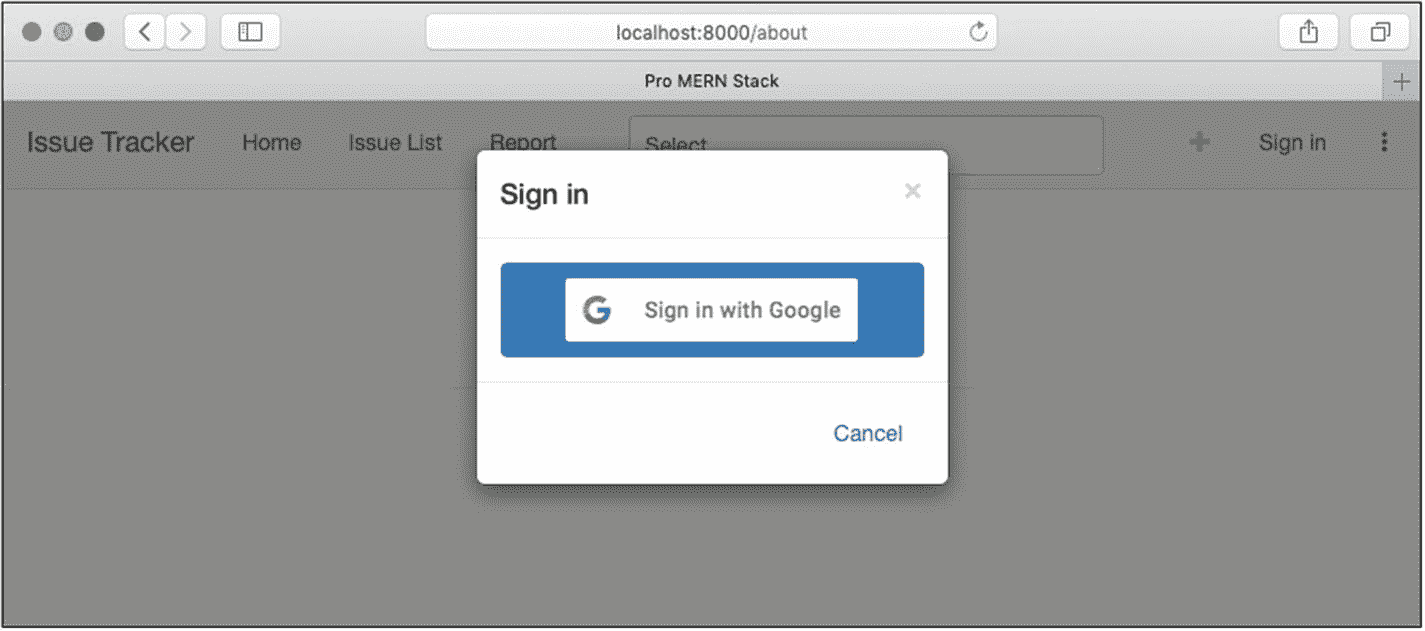 localhost:8000/about
Pro MERN Stack
Issue Tracker Home Issue List Report Select Sign in
Sign in
Sign in with Google
Cancel